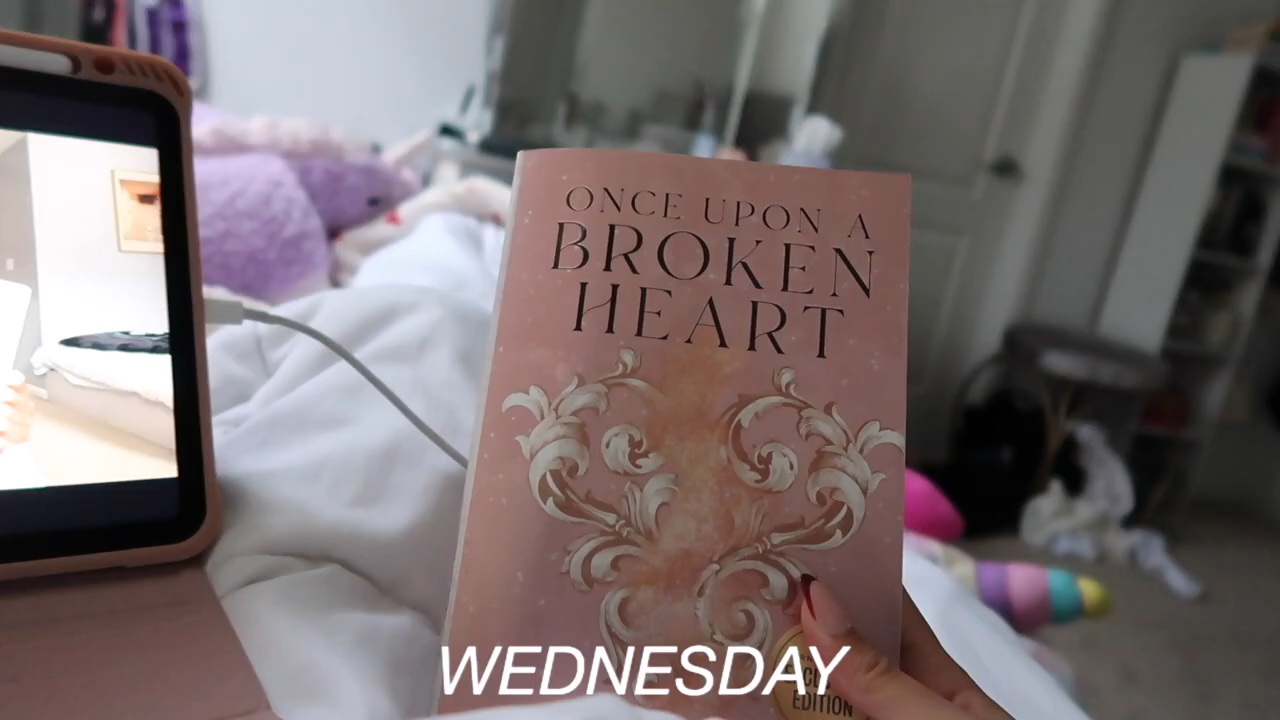 ONCE UPON A
BROKEN
HEART
EDITION
WEDNESDAY